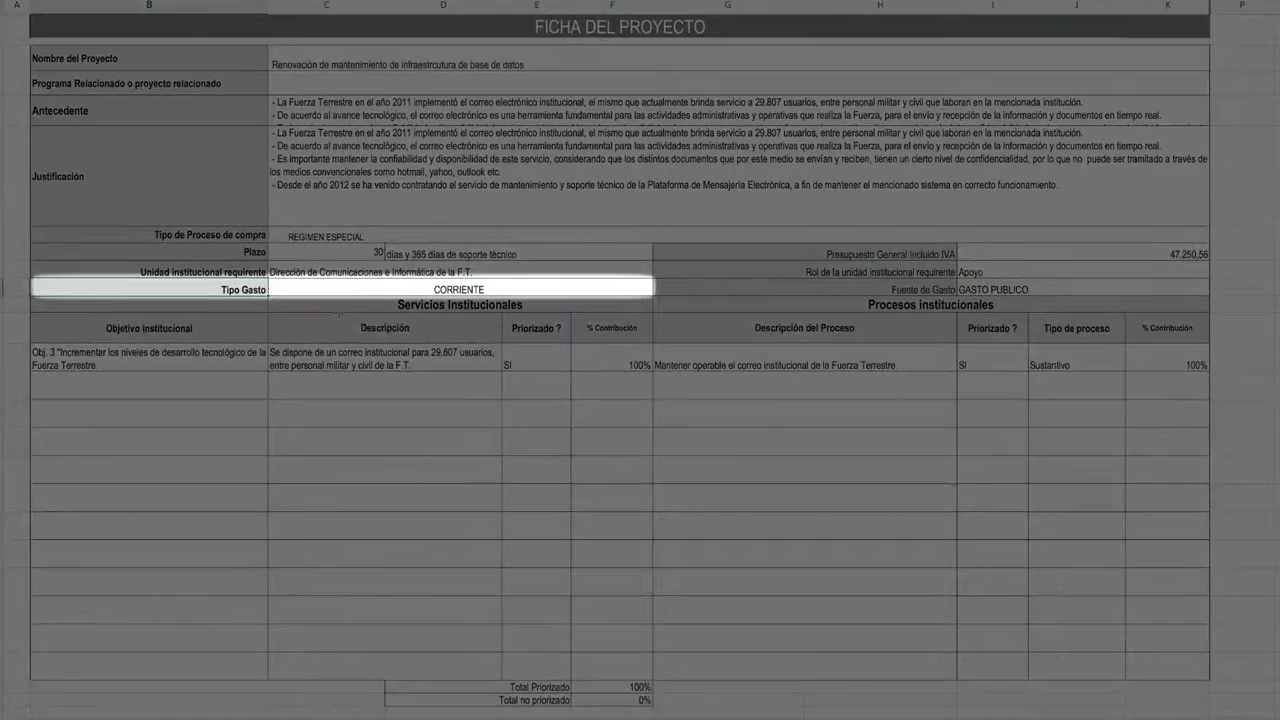 A B C D E F G H I J K P
FICHA DEL PROYECTO
Nombre del Proyecto
Renovación de mantenimiento de infraestrcutura de base de datos
Programa Relacionado o proyecto relacionado
Antecedente
- La Fuerza Terrestre en el año 2011 implementó el correo electrónico institucional, el mismo que actualmente brinda servicio a 29.807 usuarios, entre personal militar y civil que laboran en la mencionada institución.
- De acuerdo al avance tecnológico, el correo electrónico es una herramienta fundamental para las actividades administrativas y operativas que realiza la Fuerza, para el envío y recepción de la información y documentos en tiempo real.
Justificación
- La Fuerza Terrestre en el año 2011 implementó el correo electrónico institucional, el mismo que actualmente brinda servicio a 29.807 usuarios, entre personal militar y civil que laboran en la mencionada institución.
- De acuerdo al avance tecnológico, el correo electrónico es una herramienta fundamental para las actividades administrativas y operativas que realiza la Fuerza, para el envío y recepción de la información y documentos en tiempo real.
- Es importante mantener la confiabilidad y disponibilidad de este servicio, considerando que los distintos documentos que por este medio se envían y reciben, tienen un cierto nivel de confidencialidad, por lo que no puede ser tramitado a través de
los medios convencionales como hotmail, yahoo, outlook etc.
- Desde el año 2012 se ha venido contratando el servicio de mantenimiento y soporte técnico de la Plataforma de Mensajería Electrónica, a fin de mantener el mencionado sistema en correcto funcionamiento.
Tipo de Proceso de compra REGIMEN ESPECIAL
Plazo 30 días y 365 días de soporte técnico Presupuesto General Incluido IVA 47.250,56
Unidad institucional requirente Dirección de Comunicaciones e Informática de la F.T. Rol de la unidad institucional requirente Apoyo
Tipo Gasto CORRIENTE Fuente de Gasto GASTO PUBLICO
Servicios Institucionales Procesos institucionales
Objetivo institucional Descripción Priorizado ? % Contribución Descripción del Proceso Priorizado ? Tipo de proceso % Contribución
Obj. 3 "Incrementar los niveles de desarrollo tecnológico de la Se dispone de un correo institucional para 29.807 usuarios,
Fuerza Terrestre. entre personal militar y civil de la F.T. SI 100% Mantener operable el correo institucional de la Fuerza Terrestre. SI Sustantivo 100%
Total Priorizado 100%
Total no priorizado 0%